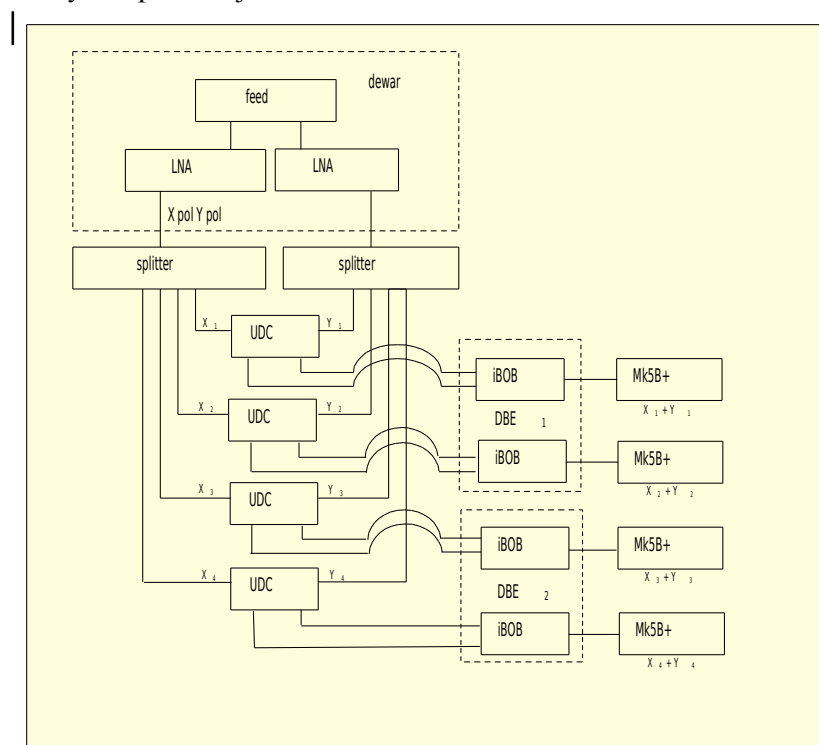 dewar
feed
LNA LNA
X pol Y pol
splitter splitter
X 1 UDC Y 1
iBOB Mk5B+
X 1 + Y 1
X 2 UDC Y 2
DBE 1
iBOB Mk5B+
X 2 + Y 2
X 3 UDC Y 3
iBOB Mk5B+
X 3 + Y 3
X 4 UDC Y 4
DBE 2
iBOB Mk5B+
X 4 + Y 4